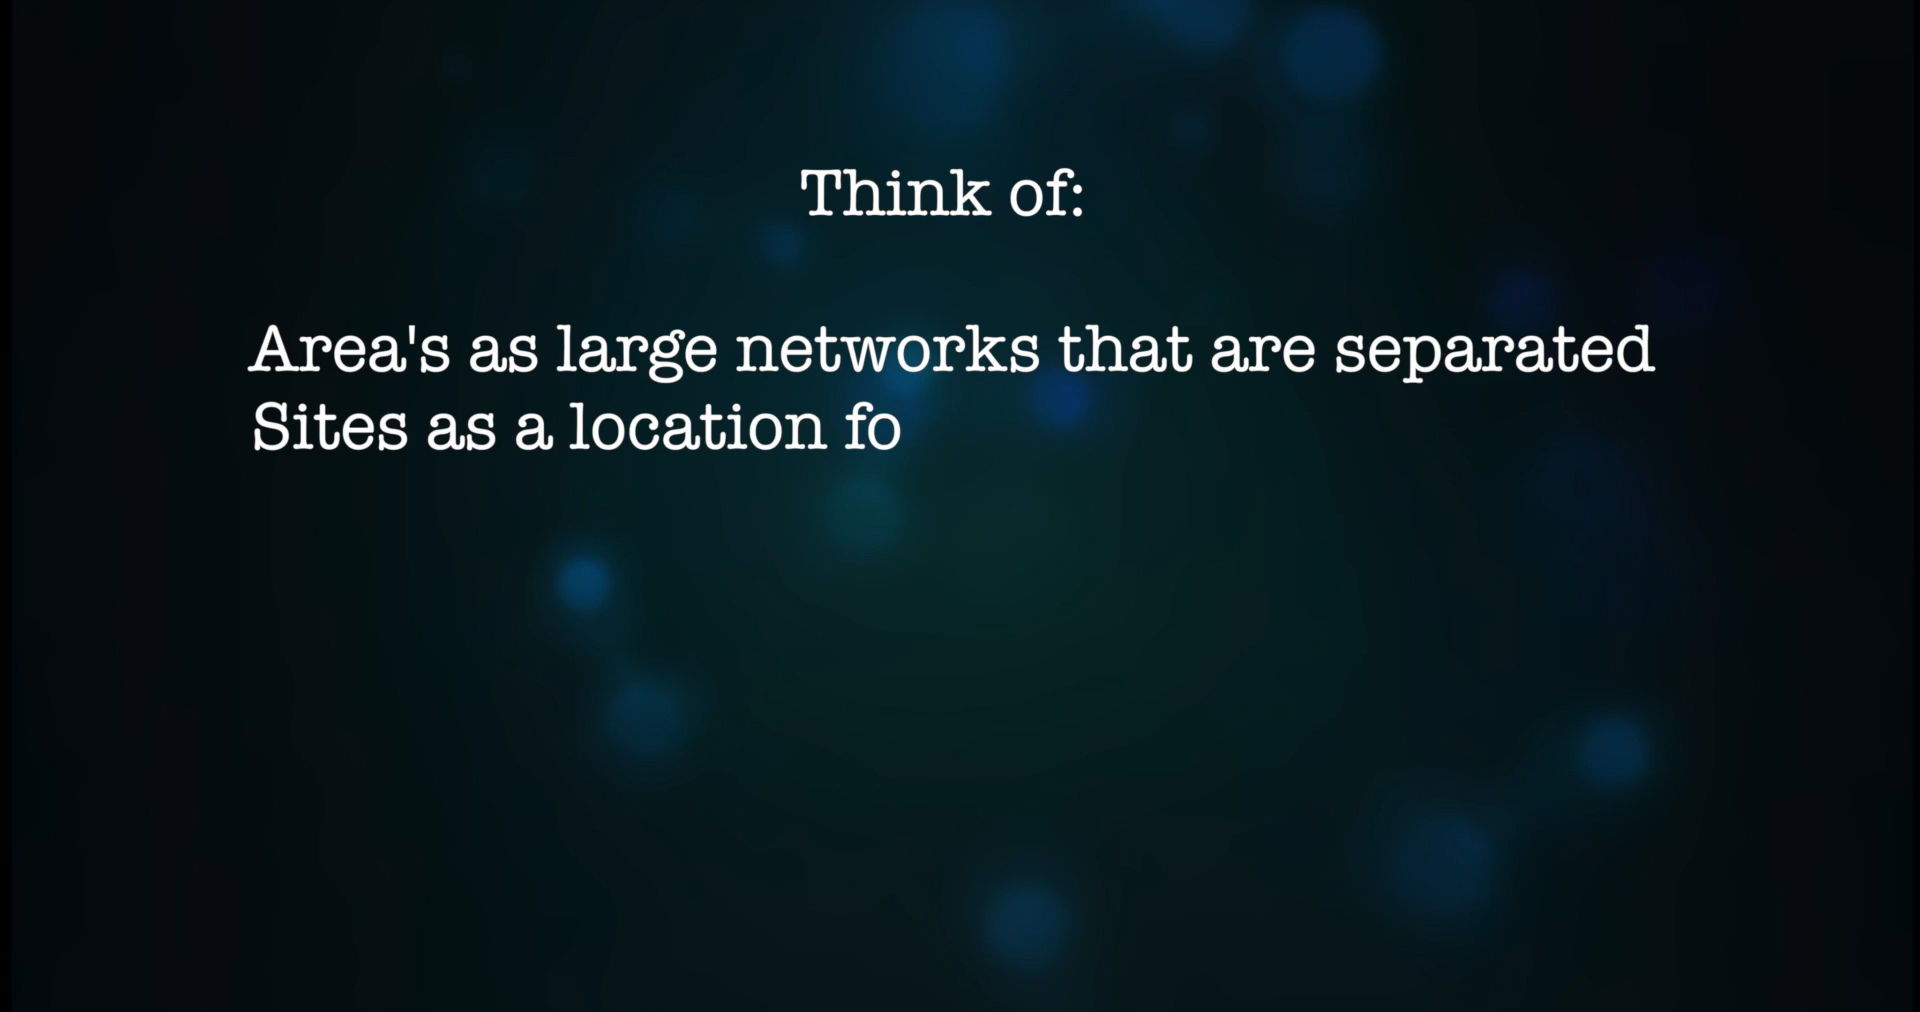 Think of:
Area's as large networks that are separated
Sites as a location fo